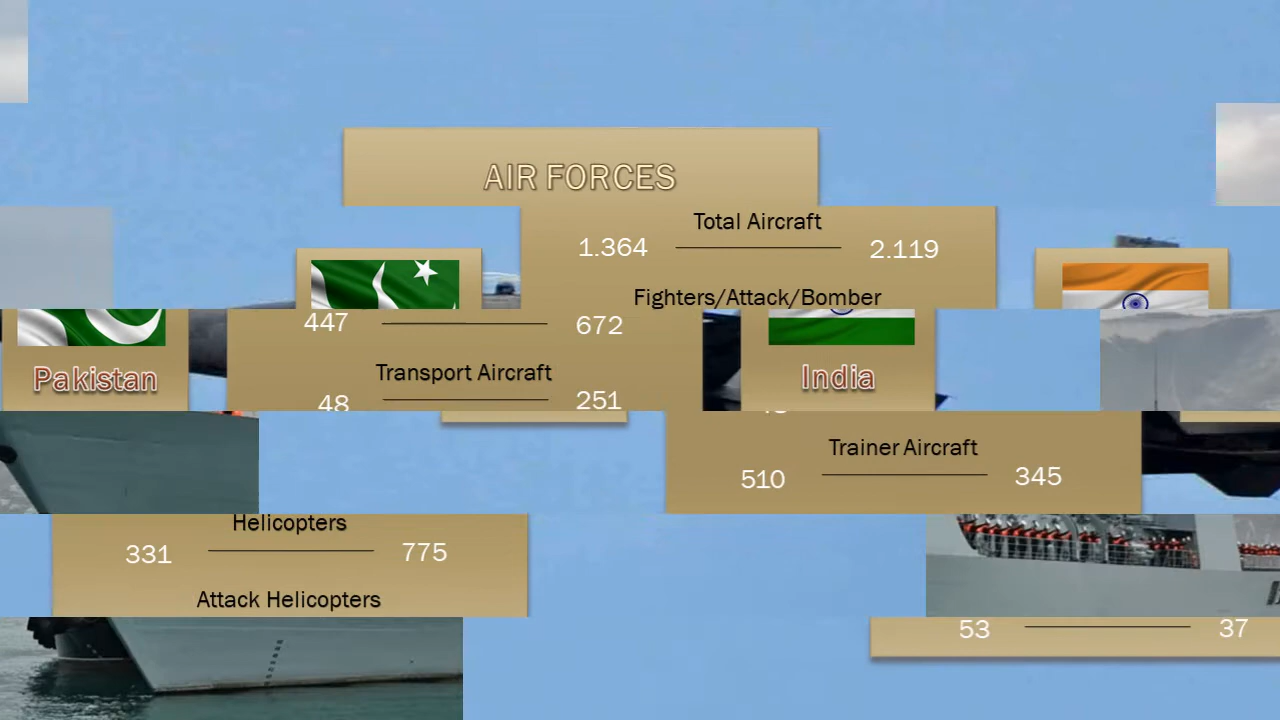 AIR FORCES
Total Aircraft
1.364 2.119
Fighters/Attack/Bomber
447 672
Pakistan
India
Transport Aircraft
48 251
Trainer Aircraft
510 345
Helicopters
331 775
Attack Helicopters
53 37